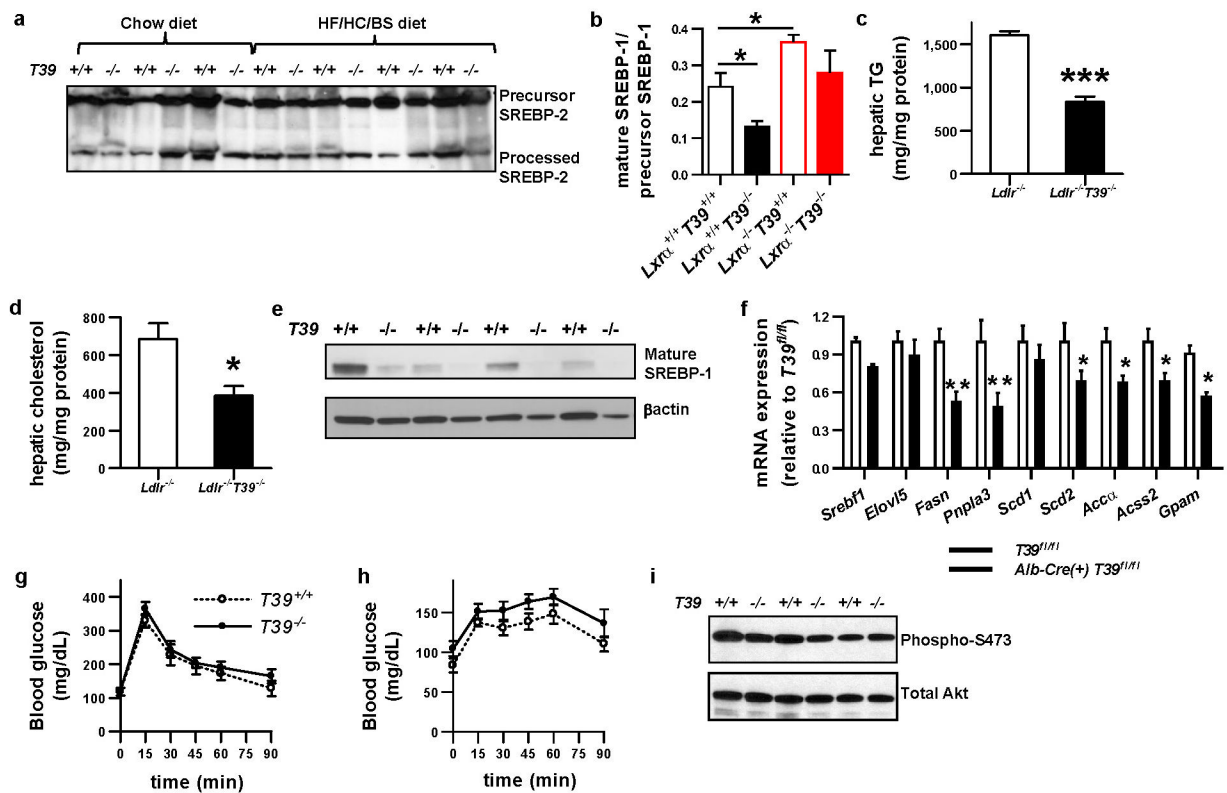 a
Chow diet HF/HC/BS diet
T39 +/+ -/- +/+ -/- +/+ -/- +/+ -/- +/+ -/- +/+ -/- +/+ -/-
Precursor
SREBP-2
Processed
SREBP-2
b
mature SREBP-1/
precursor SREBP-1
0.4
0.3
0.2
0.1
0.0
*
*
Lxrα+/+ T39+/+
Lxrα+/+ T39-/-
Lxrα-/- T39+/+
Lxrα-/- T39-/-
c
hepatic TG
(mg/mg protein)
1,500
1,000
500
0
***
Ldlr-/- Ldlr-/-T39-/-
d
hepatic cholesterol
(mg/mg protein)
800
600
400
200
0
*
Ldlr-/- Ldlr-/-T39-/-
e
T39 +/+ -/- +/+ -/- +/+ -/- +/+ -/-
Mature
SREBP-1
βactin
f
mRNA expression
(relative to T39fl/fl)
1.2
0.9
0.6
0.3
0.0
** ** * * * *
Srebf1 Elovl5 Fasn Pnpla3 Scd1 Scd2 Accα Acss2 Gpam
T39fl/fl
Alb-Cre(+) T39fl/fl
g
Blood glucose
(mg/dL)
400
300
200
100
0
T39+/+
T39-/-
0 15 30 45 60 75 90
time (min)
h
Blood glucose
(mg/dL)
150
100
50
0
0 15 30 45 60 75 90
time (min)
i
T39 +/+ -/- +/+ -/- +/+ -/-
Phospho-S473
Total Akt